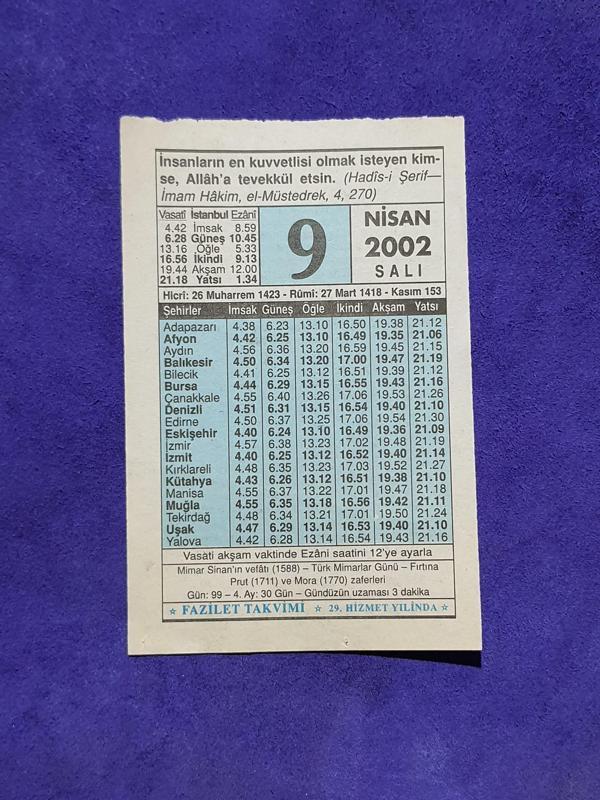 İnsanların en kuvvetlisi olmak isteyen kim-
se, Allâh'a tevekkül etsin. (Hadîs-i Şerif—
İmam Hâkim, el-Müstedrek, 4, 270)
Vasatî İstanbul Ezânî
4.42 İmsak 8.59
6.28 Güneş 10.45
13.16 Öğle 5.33
16.56 İkindi 9.13
19.44 Akşam 12.00
21.18 Yatsı 1.34
9
NİSAN
2002
SALI
Hicrî: 26 Muharrem 1423 - Rûmî: 27 Mart 1418 - Kasım 153
Şehirler İmsak Güneş Öğle İkindi Akşam Yatsı
Adapazarı 4.38 6.23 13.10 16.50 19.38 21.12
Afyon 4.42 6.25 13.10 16.49 19.35 21.06
Aydın 4.56 6.36 13.20 16.59 19.45 21.15
Balıkesir 4.50 6.34 13.20 17.00 19.47 21.19
Bilecik 4.41 6.25 13.12 16.51 19.39 21.12
Bursa 4.44 6.29 13.15 16.55 19.43 21.16
Çanakkale 4.55 6.40 13.26 17.06 19.53 21.26
Denizli 4.51 6.31 13.15 16.54 19.40 21.10
Edirne 4.50 6.37 13.25 17.06 19.54 21.30
Eskişehir 4.40 6.24 13.10 16.49 19.36 21.09
İzmir 4.57 6.38 13.23 17.02 19.48 21.19
İzmit 4.40 6.25 13.12 16.52 19.40 21.14
Kırklareli 4.48 6.35 13.23 17.03 19.52 21.27
Kütahya 4.43 6.26 13.12 16.51 19.38 21.10
Manisa 4.55 6.37 13.22 17.01 19.47 21.18
Muğla 4.55 6.35 13.18 16.56 19.42 21.11
Tekirdağ 4.48 6.34 13.21 17.01 19.50 21.24
Uşak 4.47 6.29 13.14 16.53 19.40 21.10
Yalova 4.42 6.28 13.14 16.54 19.43 21.16
Vasati akşam vaktinde Ezâni saatini 12'ye ayarla
Mimar Sinan'ın vefâtı (1588) – Türk Mimarlar Günü – Fırtına
Prut (1711) ve Mora (1770) zaferleri
Gün: 99 – 4. Ay: 30 Gün – Gündüzün uzaması 3 dakika
☆ FAZİLET TAKVİMİ ☆ 29. HİZMET YILINDA ☆